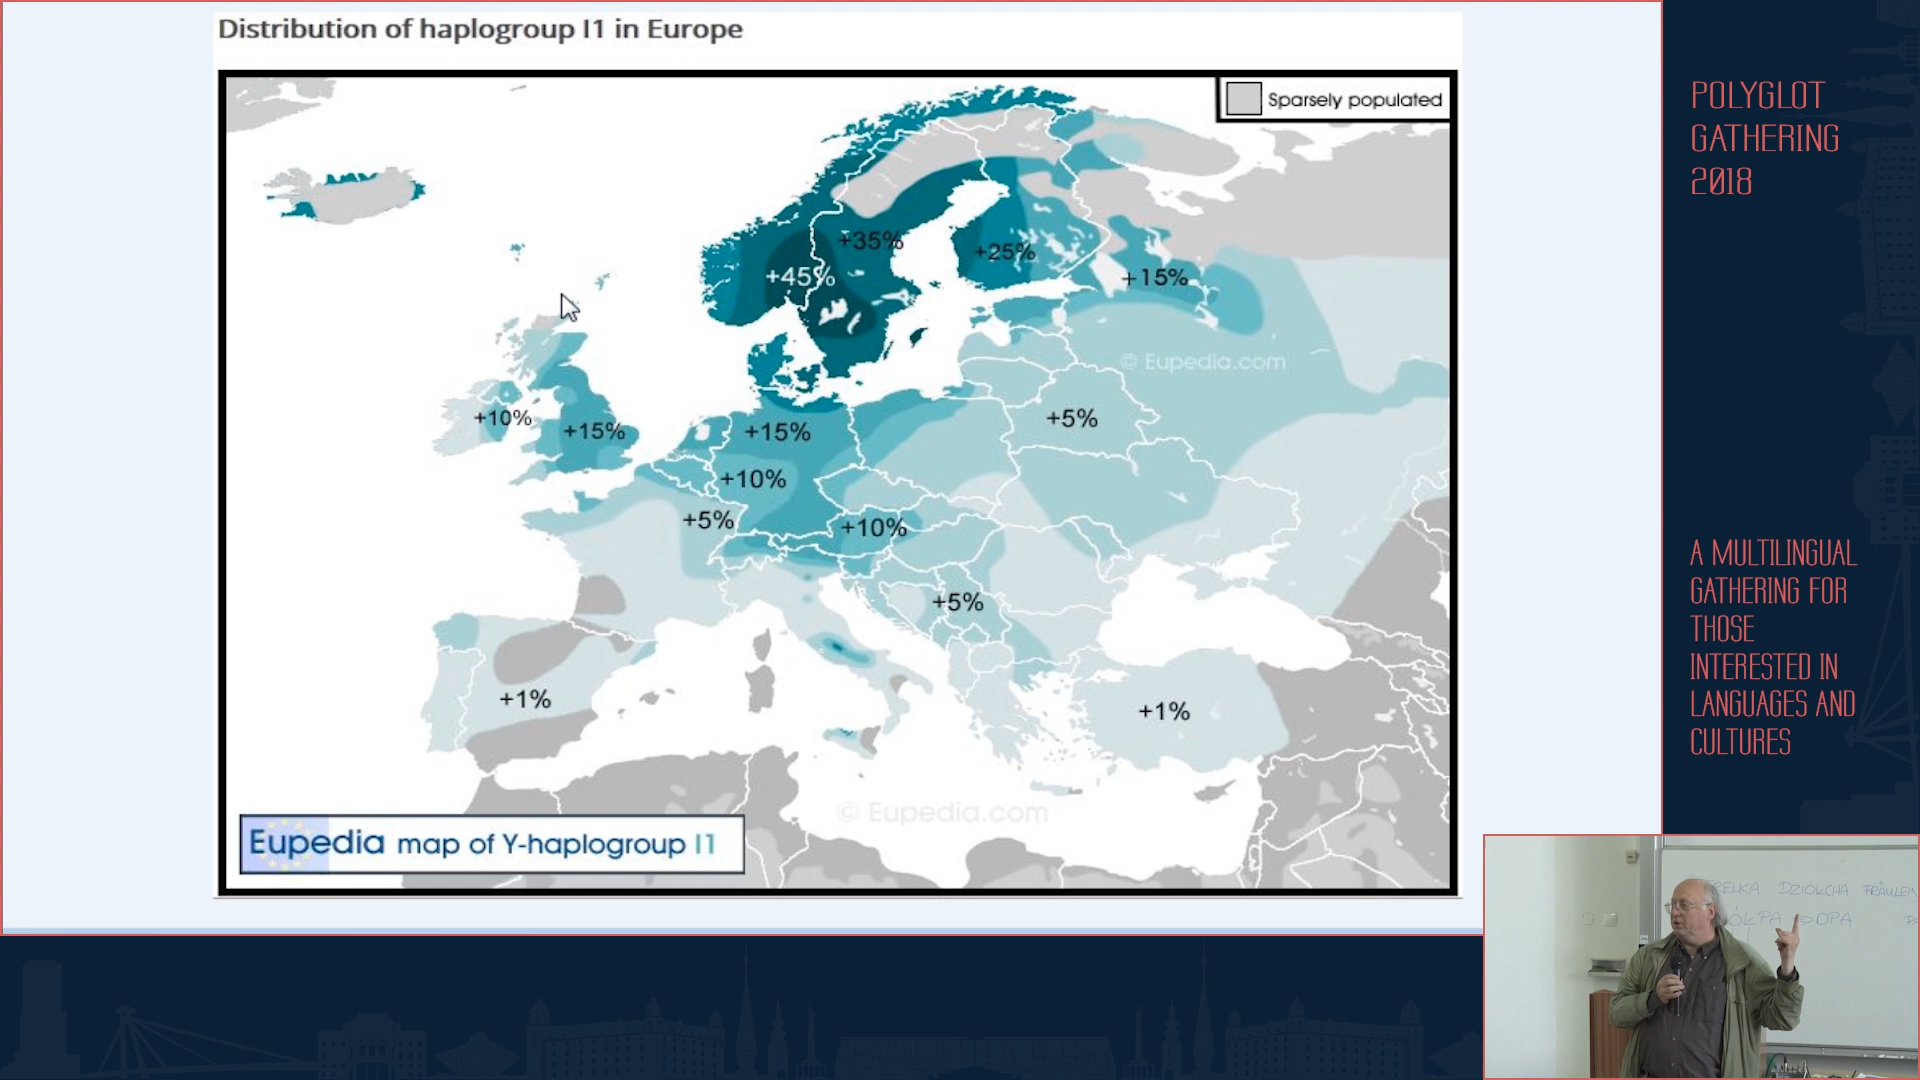 Distribution of haplogroup I1 in Europe
Sparsely populated
+35%
+45%
+25%
+15%
© Eupedia.com
+10%
+15%
+15%
+5%
+10%
+5%
+10%
+5%
+1%
+1%
© Eupedia.com
Eupedia map of Y-haplogroup I1
POLYGLOT
GATHERING
2018
A MULTILINGUAL
GATHERING FOR
THOSE
INTERESTED IN
LANGUAGES AND
CULTURES
DZIOŁCHA FRÄULEIN